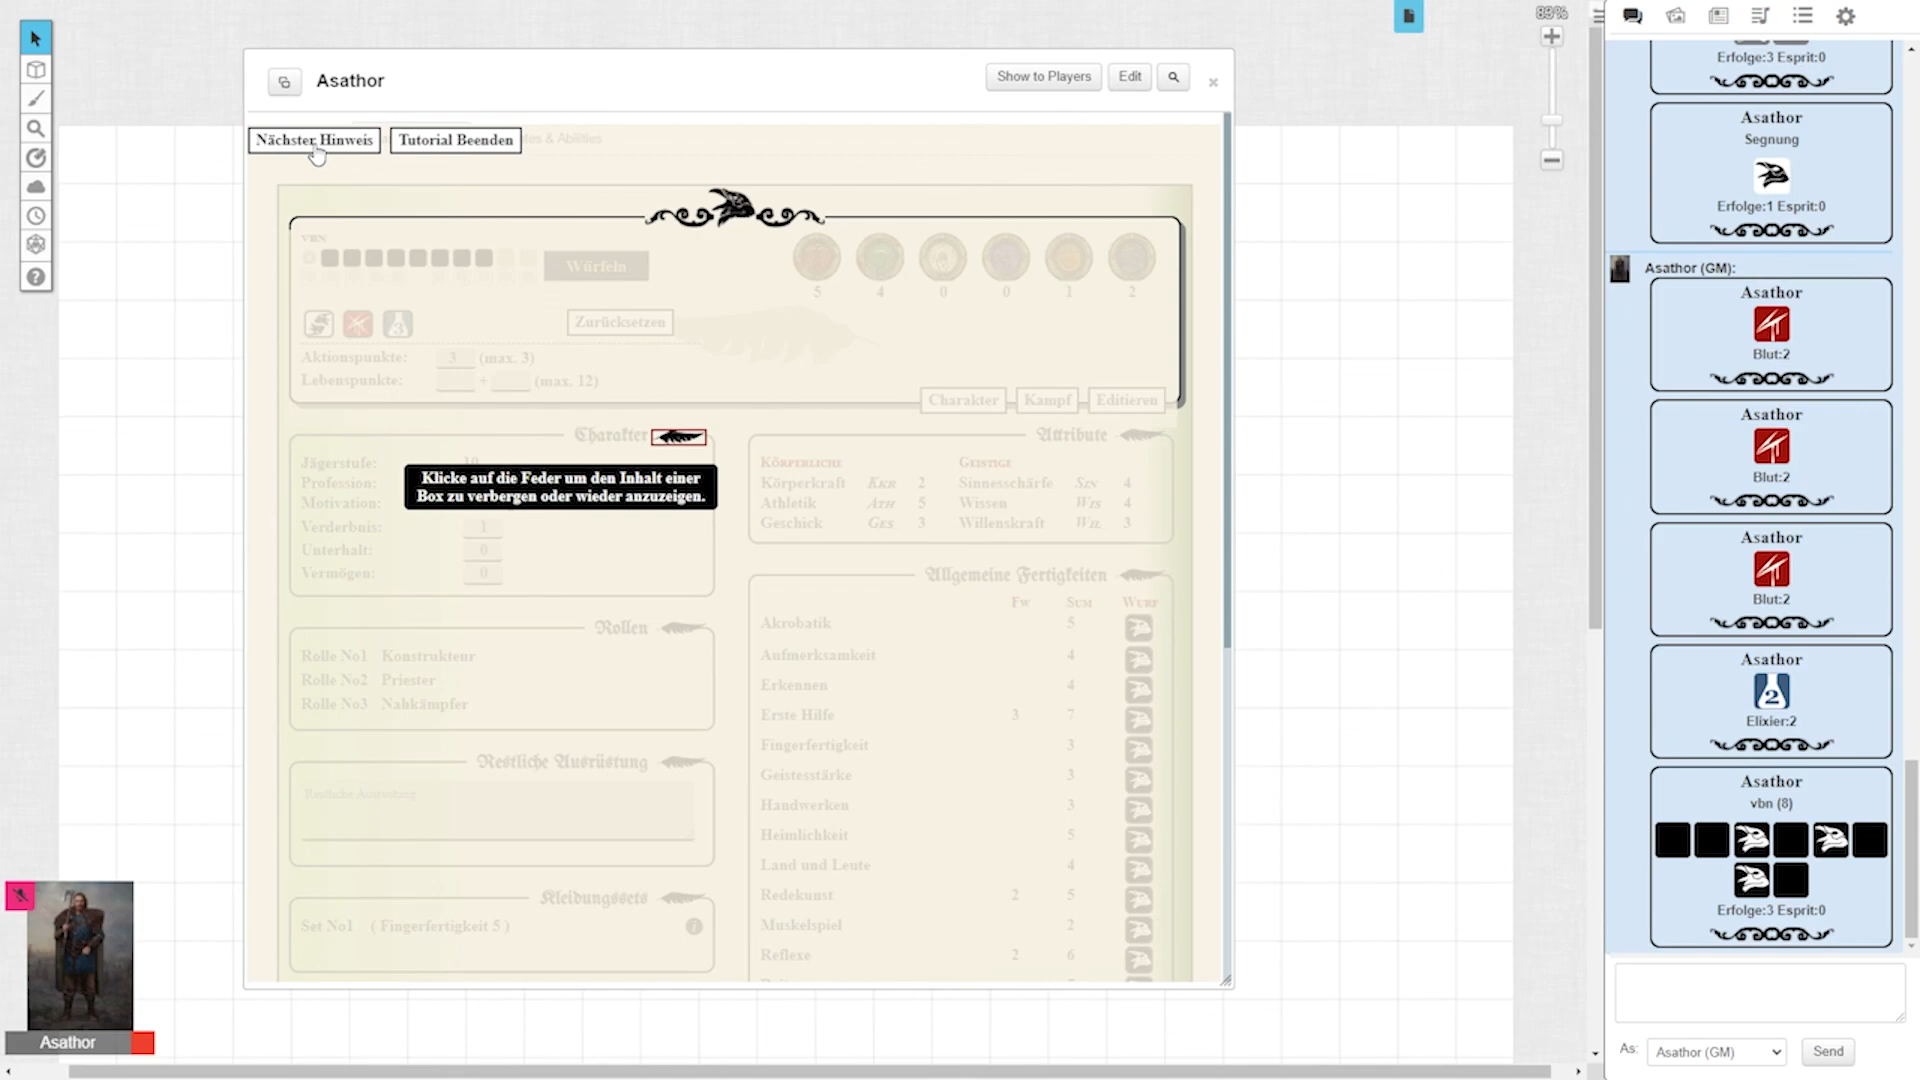 Asathor
Show to Players
Edit
83%
Nächster Hinweis
Tutorial Beenden
es & Abilities
VBN
Würfeln
5 4 0 0 1 2
3
Zurücksetzen
Aktionspunkte: 3 (max. 3)
Lebenspunkte: + (max. 12)
Charakter
Kampf
Editieren
Charakter
Jägerstufe: 10
Profession:
Motivation:
Klicke auf die Feder um den Inhalt einer
Box zu verbergen oder wieder anzuzeigen.
Verderbnis: 1
Unterhalt: 0
Vermögen: 0
Rollen
Rolle No1 Konstrukteur
Rolle No2 Priester
Rolle No3 Nahkämpfer
Restliche Ausrüstung
Restliche Ausrüstung
Kleidungssets
Set No1 ( Fingerfertigkeit 5 )
Attribute
Körperliche Geistige
Körperkraft KKR 2 Sinnesschärfe SIN 4
Athletik ATH 5 Wissen WIS 4
Geschick GES 3 Willenskraft WIL 3
Allgemeine Fertigkeiten
Fw Sum Wurf
Akrobatik 5
Aufmerksamkeit 4
Erkennen 4
Erste Hilfe 3 7
Fingerfertigkeit 3
Geistesstärke 3
Handwerken 3
Heimlichkeit 5
Land und Leute 4
Redekunst 2 5
Muskelspiel 2
Reflexe 2 6
Asathor
Erfolge:3 Esprit:0
Asathor
Segnung
Erfolge:1 Esprit:0
Asathor (GM):
Asathor
Blut:2
Asathor
Blut:2
Asathor
Blut:2
Asathor
2
Elixier:2
Asathor
vbn (8)
Erfolge:3 Esprit:0
As: Asathor (GM)
Send